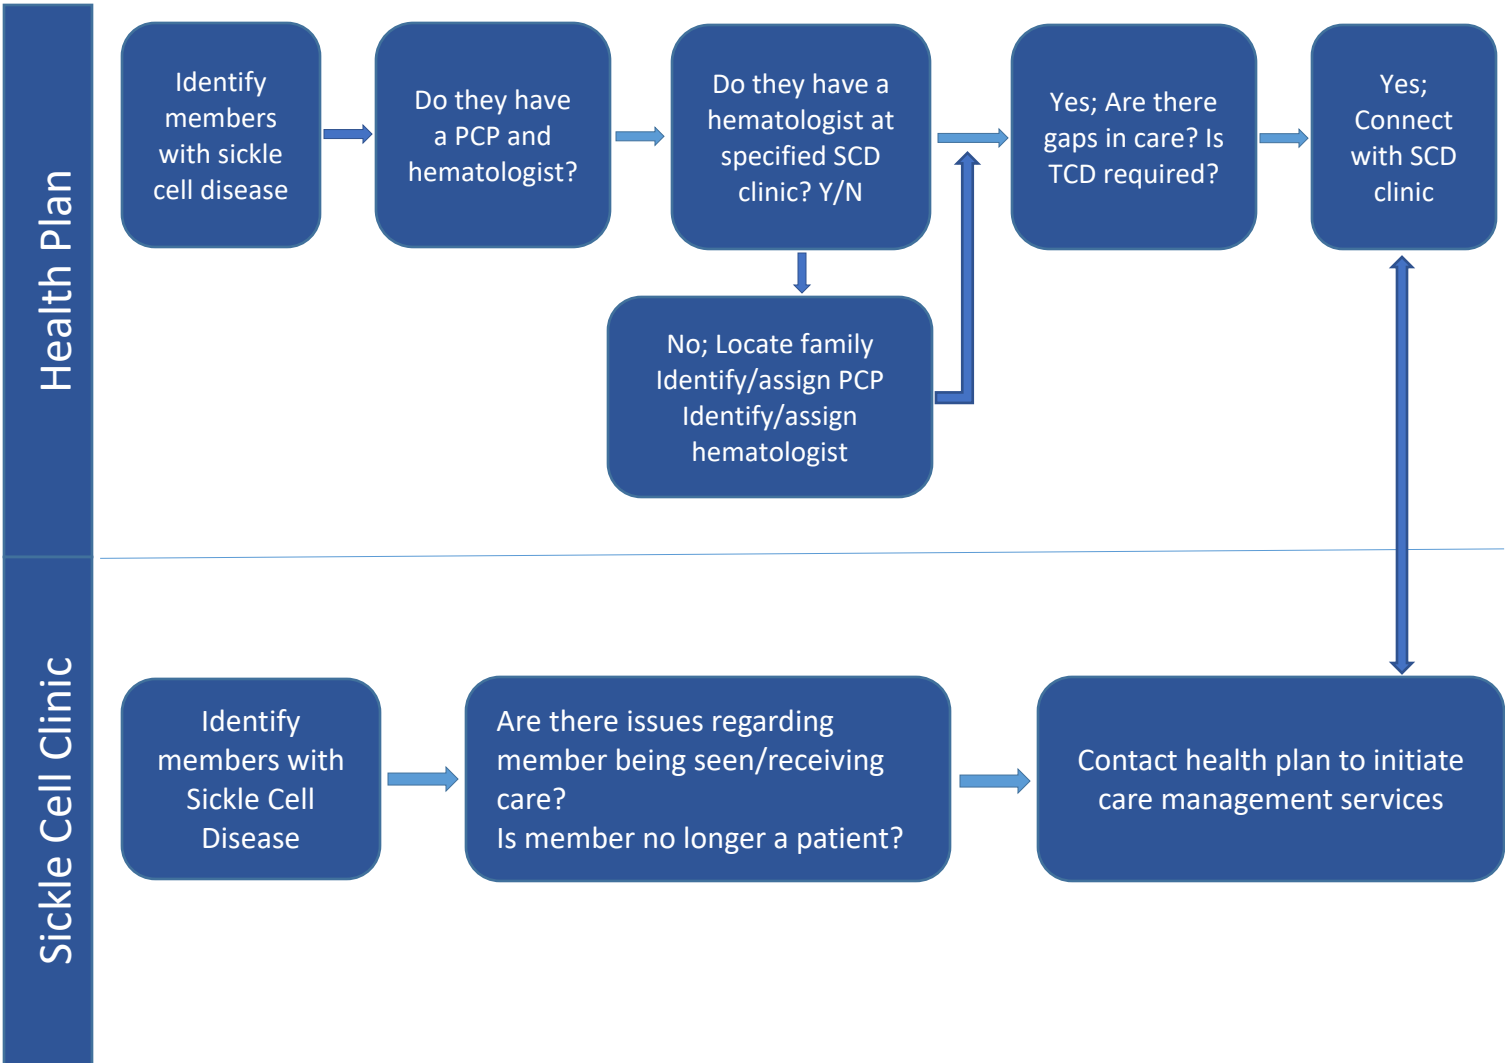 Health Plan
Identify
members
with sickle
cell disease
Do they have
a PCP and
hematologist?
Do they have a
hematologist at
specified SCD
clinic? Y/N
Yes; Are there
gaps in care? Is
TCD required?
Yes;
Connect
with SCD
clinic
No; Locate family
Identify/assign PCP
Identify/assign
hematologist
Sickle Cell Clinic
Identify
members with
Sickle Cell
Disease
Are there issues regarding
member being seen/receiving
care?
Is member no longer a patient?
Contact health plan to initiate
care management services